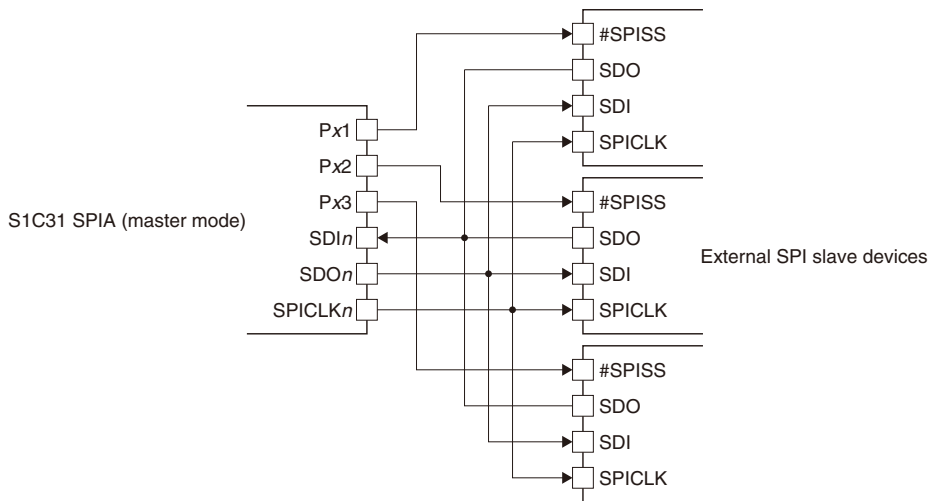 S1C31 SPIA (master mode)
Px1
Px2
Px3
SDIn
SDOn
SPICLKn
#SPISS
SDO
SDI
SPICLK
#SPISS
SDO
SDI
SPICLK
#SPISS
SDO
SDI
SPICLK
External SPI slave devices